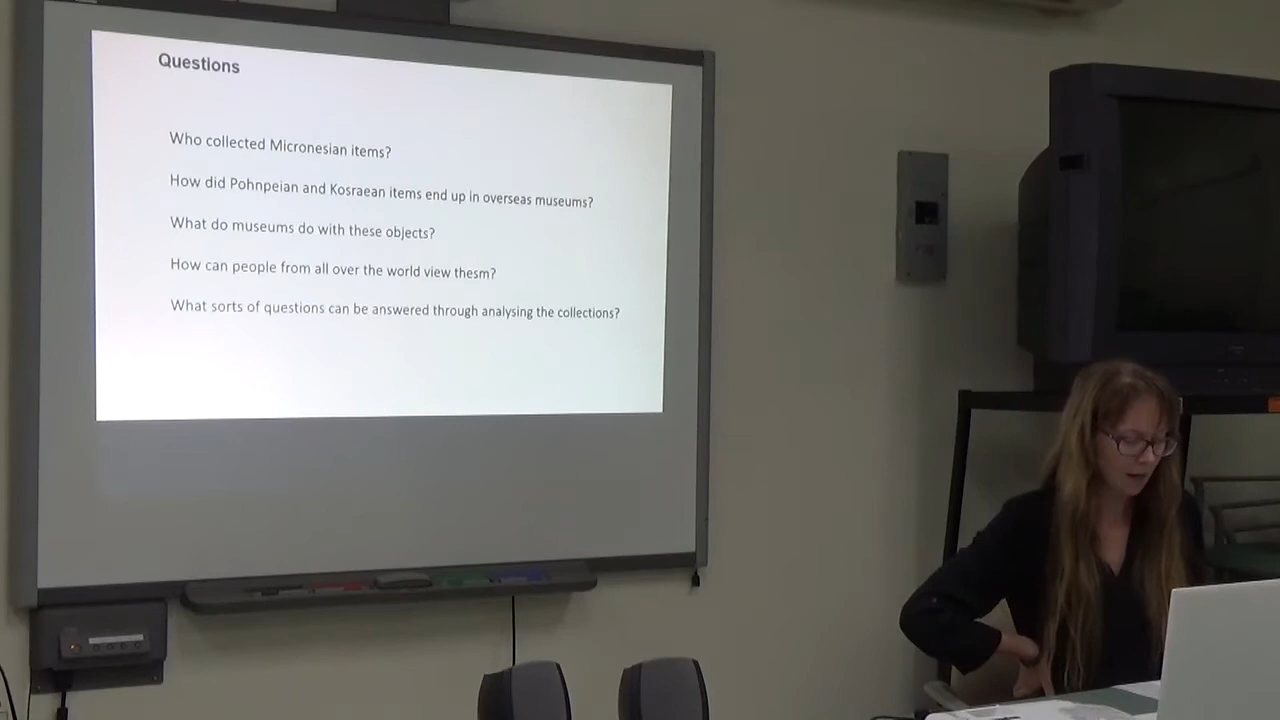 Questions
Who collected Micronesian items?
How did Pohnpeian and Kosraean items end up in overseas museums?
What do museums do with these objects?
How can people from all over the world view thesm?
What sorts of questions can be answered through analysing the collections?